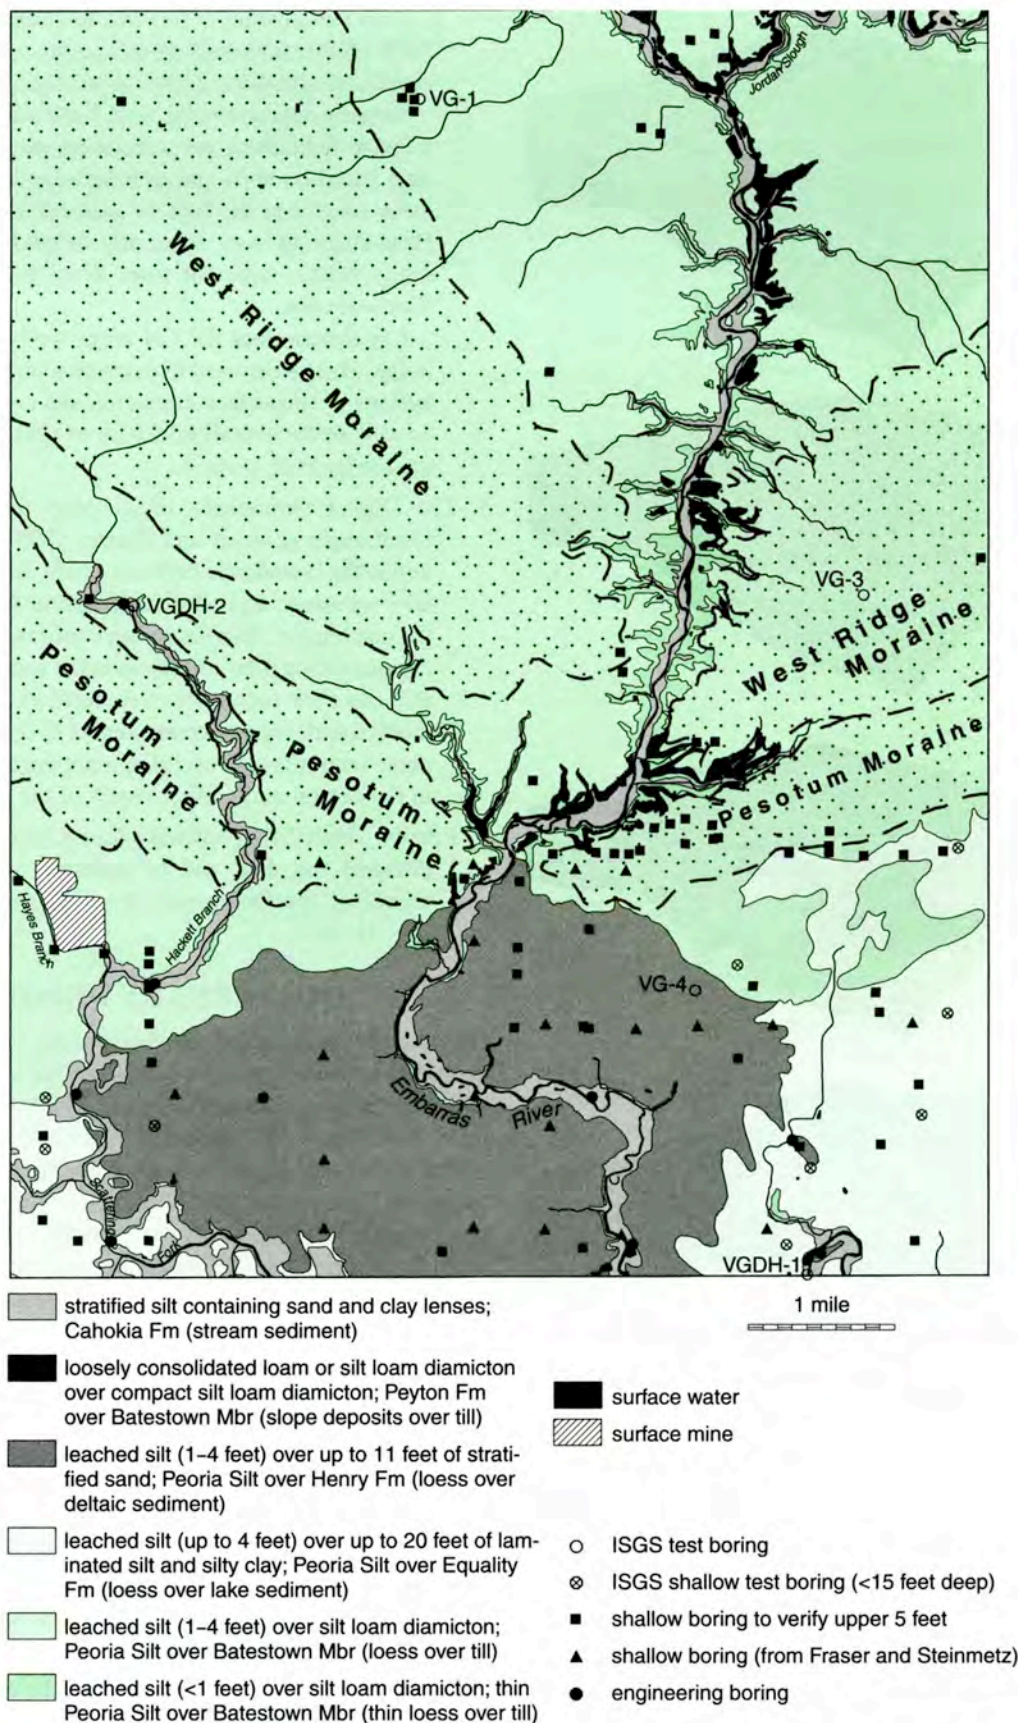 Jordan Slough
VG-1
West Ridge Moraine
VG-3
VGDH-2
West Ridge
Moraine
Pesotum
Moraine
Pesotum
Moraine
Pesotum Moraine
Hayes Branch
Hackett Branch
VG-4
Embarras River
Scattering
Fork
VGDH-1
1 mile
stratified silt containing sand and clay lenses;
Cahokia Fm (stream sediment)
loosely consolidated loam or silt loam diamicton
over compact silt loam diamicton; Peyton Fm
over Batestown Mbr (slope deposits over till)
leached silt (1–4 feet) over up to 11 feet of strati-
fied sand; Peoria Silt over Henry Fm (loess over
deltaic sediment)
leached silt (up to 4 feet) over up to 20 feet of lam-
inated silt and silty clay; Peoria Silt over Equality
Fm (loess over lake sediment)
leached silt (1–4 feet) over silt loam diamicton;
Peoria Silt over Batestown Mbr (loess over till)
leached silt (<1 feet) over silt loam diamicton; thin
Peoria Silt over Batestown Mbr (thin loess over till)
surface water
surface mine
ISGS test boring
ISGS shallow test boring (<15 feet deep)
shallow boring to verify upper 5 feet
shallow boring (from Fraser and Steinmetz)
engineering boring